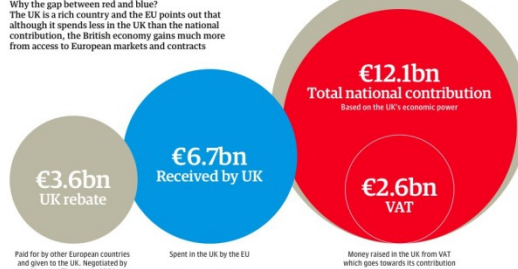 Why the gap between red and blue?
The UK is a rich country and the EU points out that
although it spends less in the UK than the national
contribution, the British economy gains much more
from access to European markets and contracts
€12.1bn
Total national contribution
Based on the UK's economic power
€6.7bn
Received by UK
€3.6bn
UK rebate
€2.6bn
VAT
Paid for by other European countries
and given to the UK. Negotiated by
Spent in the UK by the EU
Money raised in the UK from VAT
which goes towards its contribution